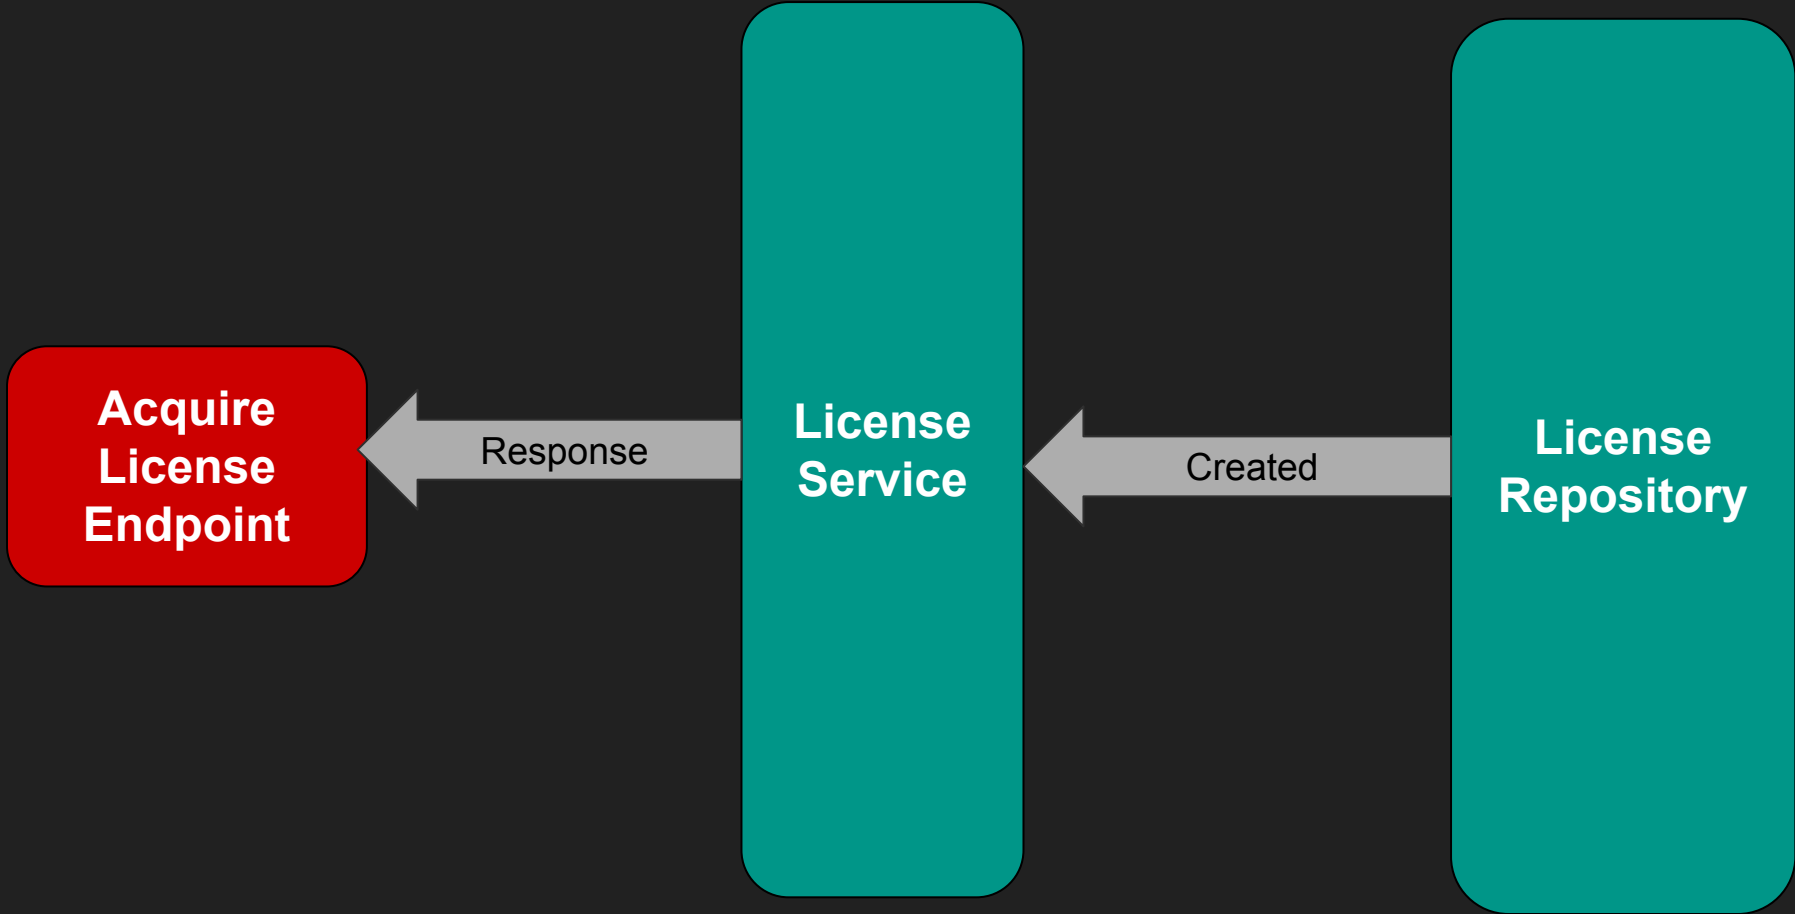 Acquire
License
Endpoint
Response
License
Service
Created
License
Repository